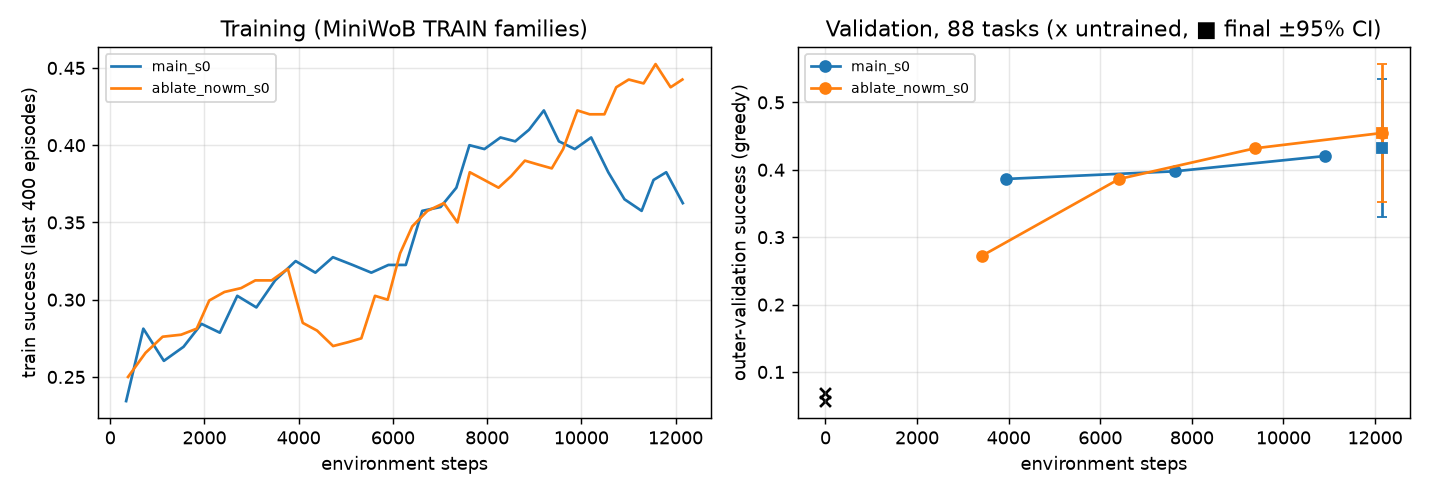 Training (MiniWoB TRAIN families)
main_s0
ablate_nowm_s0
train success (last 400 episodes)
0.45
0.40
0.35
0.30
0.25
0
2000
4000
6000
8000
10000
12000
environment steps
Validation, 88 tasks (x untrained, ■ final ±95% CI)
main_s0
ablate_nowm_s0
outer-validation success (greedy)
0.5
0.4
0.3
0.2
0.1
0
2000
4000
6000
8000
10000
12000
environment steps